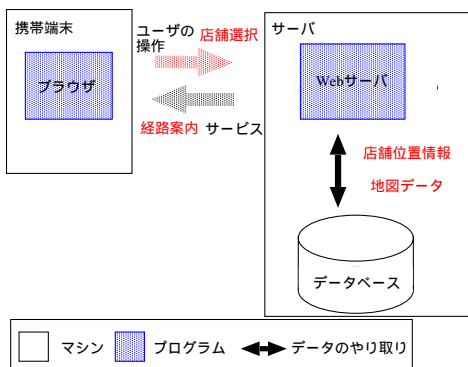 携帯端末
ブラウザ
ユーザの
操作
店舗選択
経路案内
サービス
サーバ
Webサーバ
店舗位置情報
地図データ
データベース
マシン
プログラム
データのやり取り